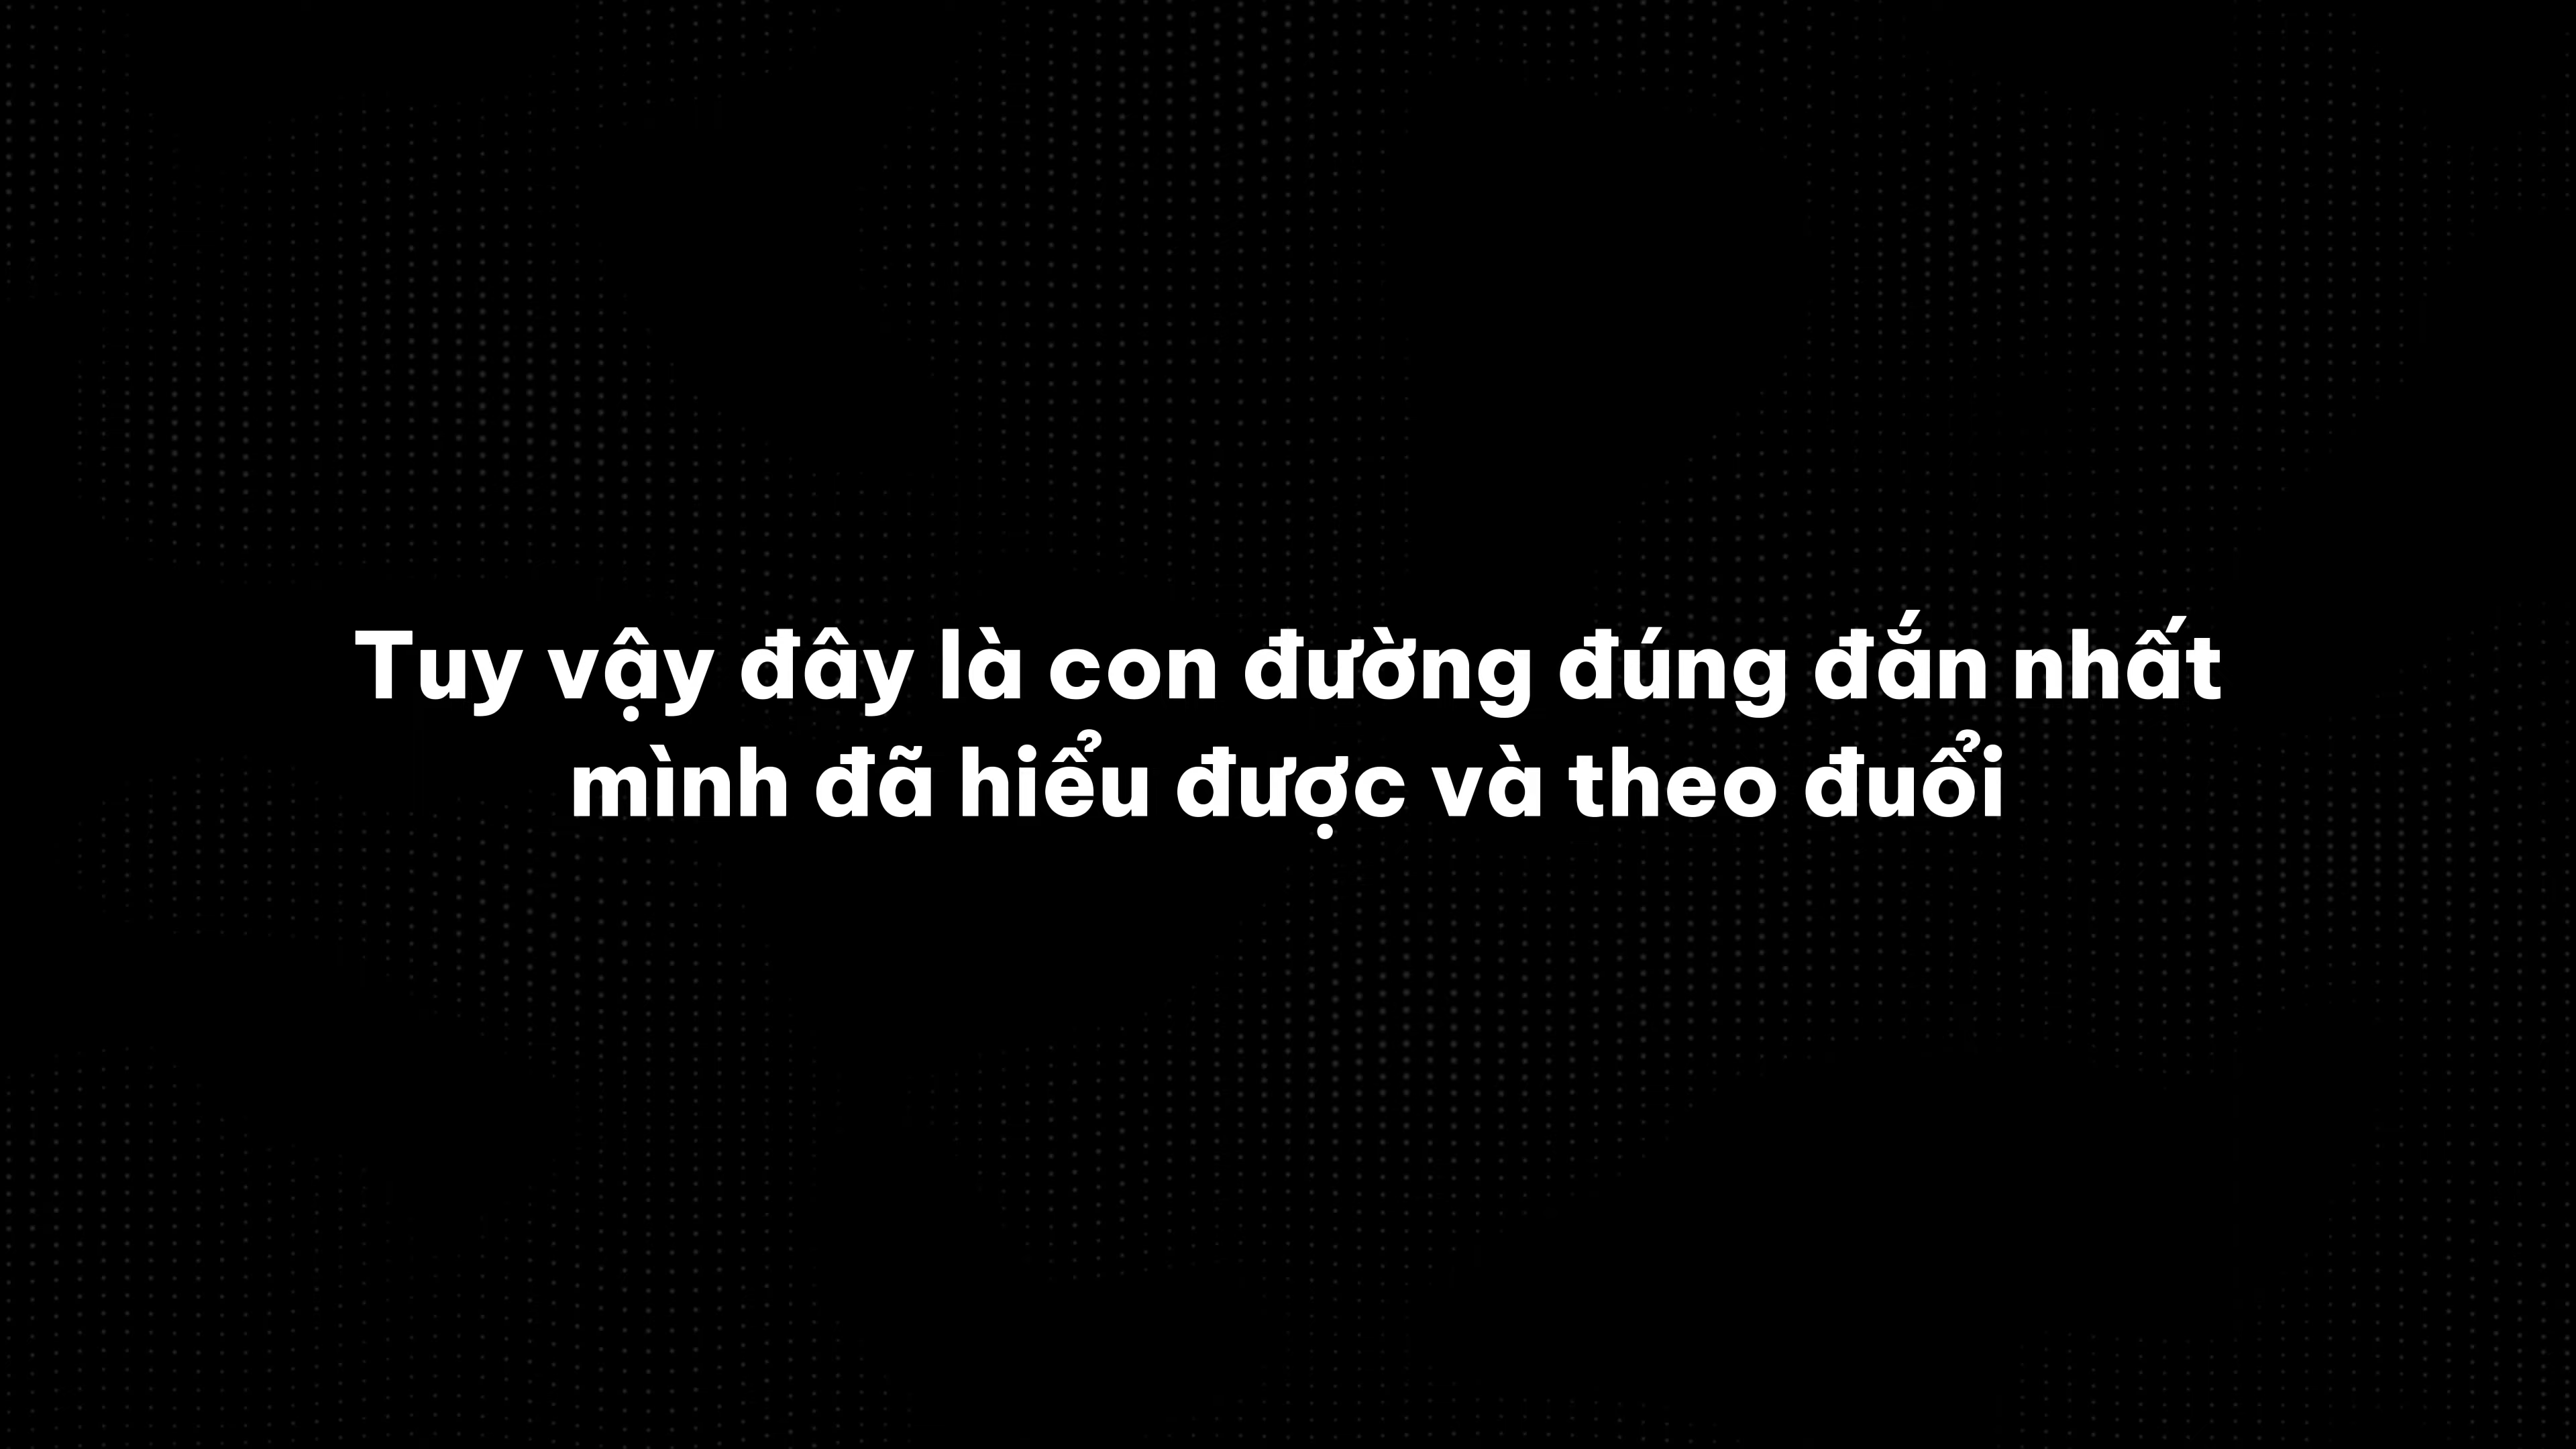 Tuy vậy đây là con đường đúng đắn nhất
mình đã hiểu được và theo đuổi